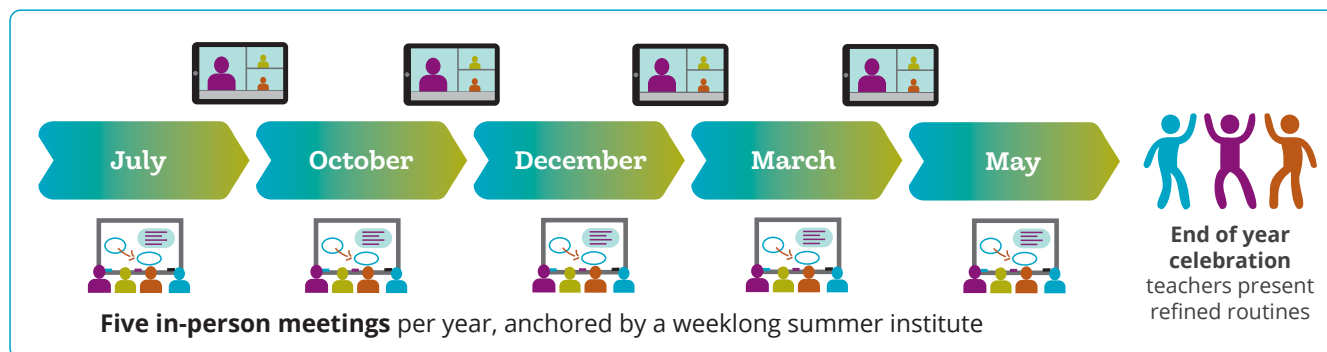 July
October
December
March
May
End of year
celebration
teachers present
refined routines
Five in-person meetings per year, anchored by a weeklong summer institute